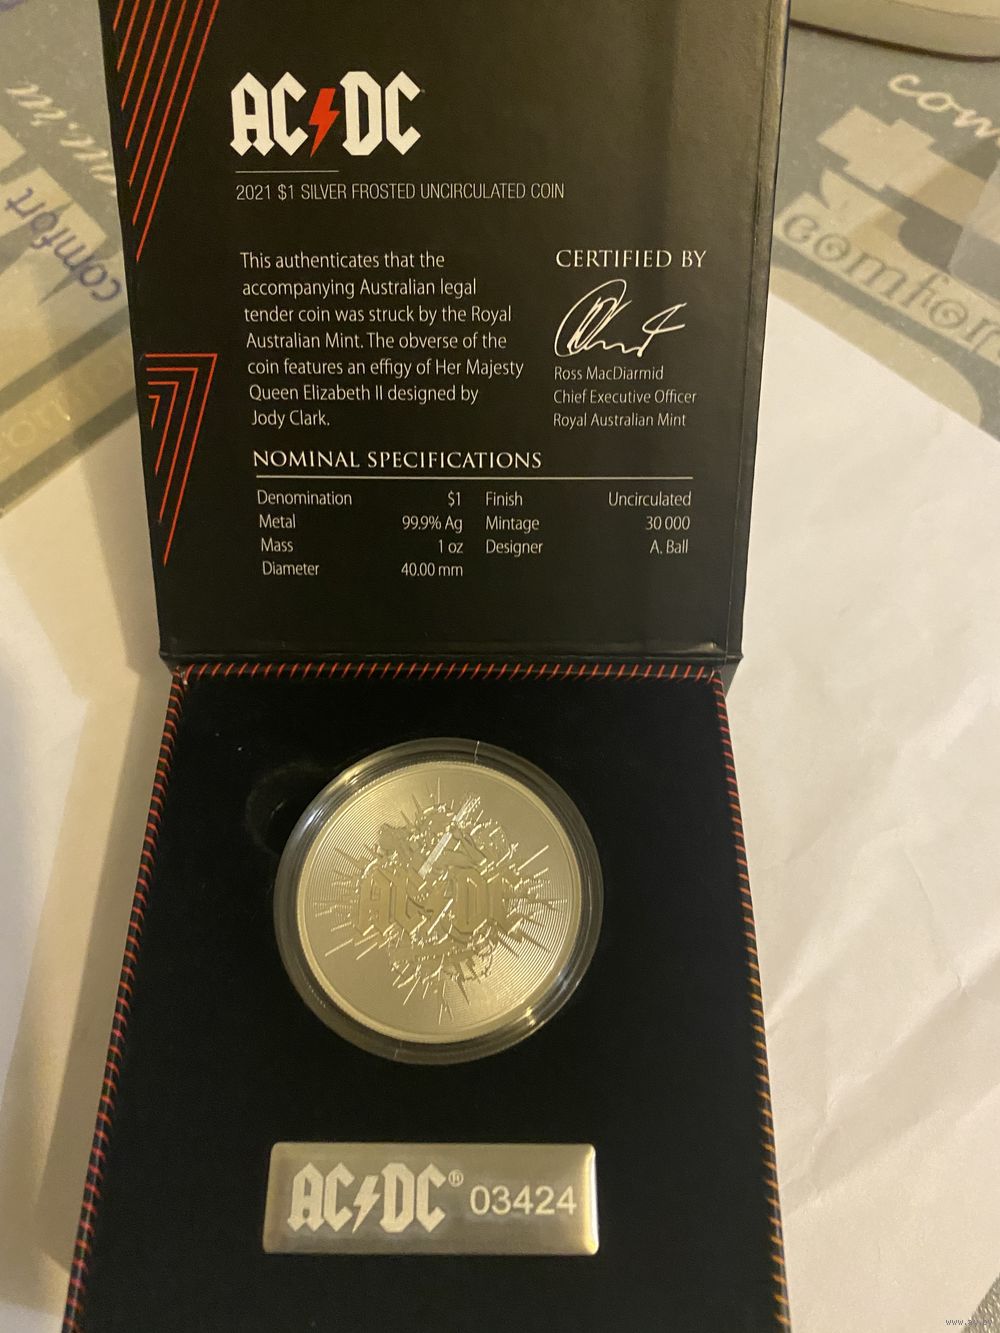 AC⚡DC
2021 $1 SILVER FROSTED UNCIRCULATED COIN
This authenticates that the
accompanying Australian legal
tender coin was struck by the Royal
Australian Mint. The obverse of the
coin features an effigy of Her Majesty
Queen Elizabeth II designed by
Jody Clark.
CERTIFIED BY
Ross MacDiarmid
Chief Executive Officer
Royal Australian Mint
NOMINAL SPECIFICATIONS
Denomination $1 Finish Uncirculated
Metal 99.9% Ag Mintage 30 000
Mass 1 oz Designer A. Ball
Diameter 40.00 mm
AC⚡DC
AC⚡DC® 03424
comfort
comfort